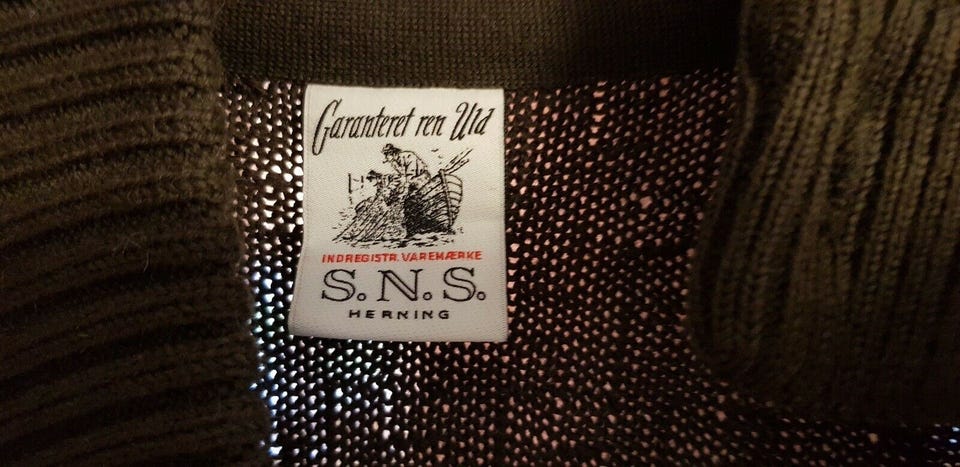 Garanteret ren Uld
INDREGISTR. VAREMÆRKE
S. N. S.
HERNING